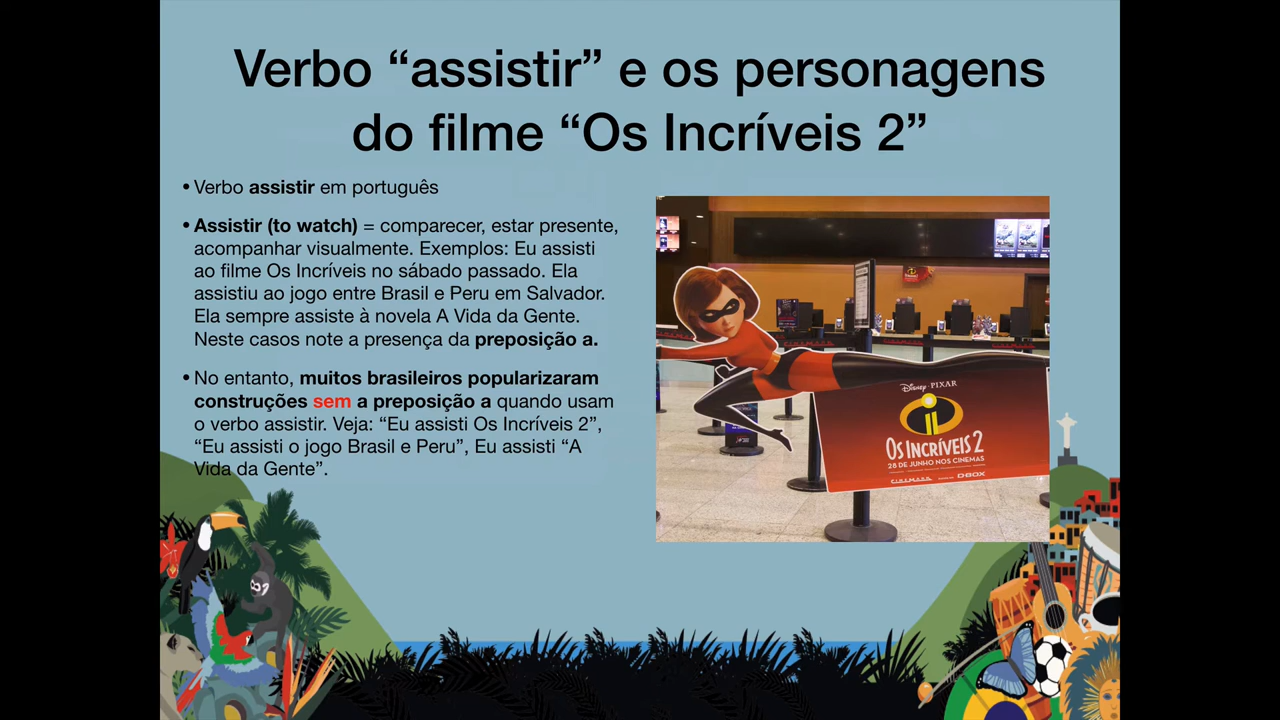 Verbo “assistir” e os personagens
do filme “Os Incríveis 2”
• Verbo assistir em português
• Assistir (to watch) = comparecer, estar presente,
acompanhar visualmente. Exemplos: Eu assisti
ao filme Os Incríveis no sábado passado. Ela
assistiu ao jogo entre Brasil e Peru em Salvador.
Ela sempre assiste à novela A Vida da Gente.
Neste casos note a presença da preposição a.
• No entanto, muitos brasileiros popularizaram
construções sem a preposição a quando usam
o verbo assistir. Veja: “Eu assisti Os Incríveis 2”,
“Eu assisti o jogo Brasil e Peru”, Eu assisti “A
Vida da Gente”.
Disney • PIXAR
OS INCRÍVEIS 2
28 DE JUNHO NOS CINEMAS
CINEMARK D-BOX